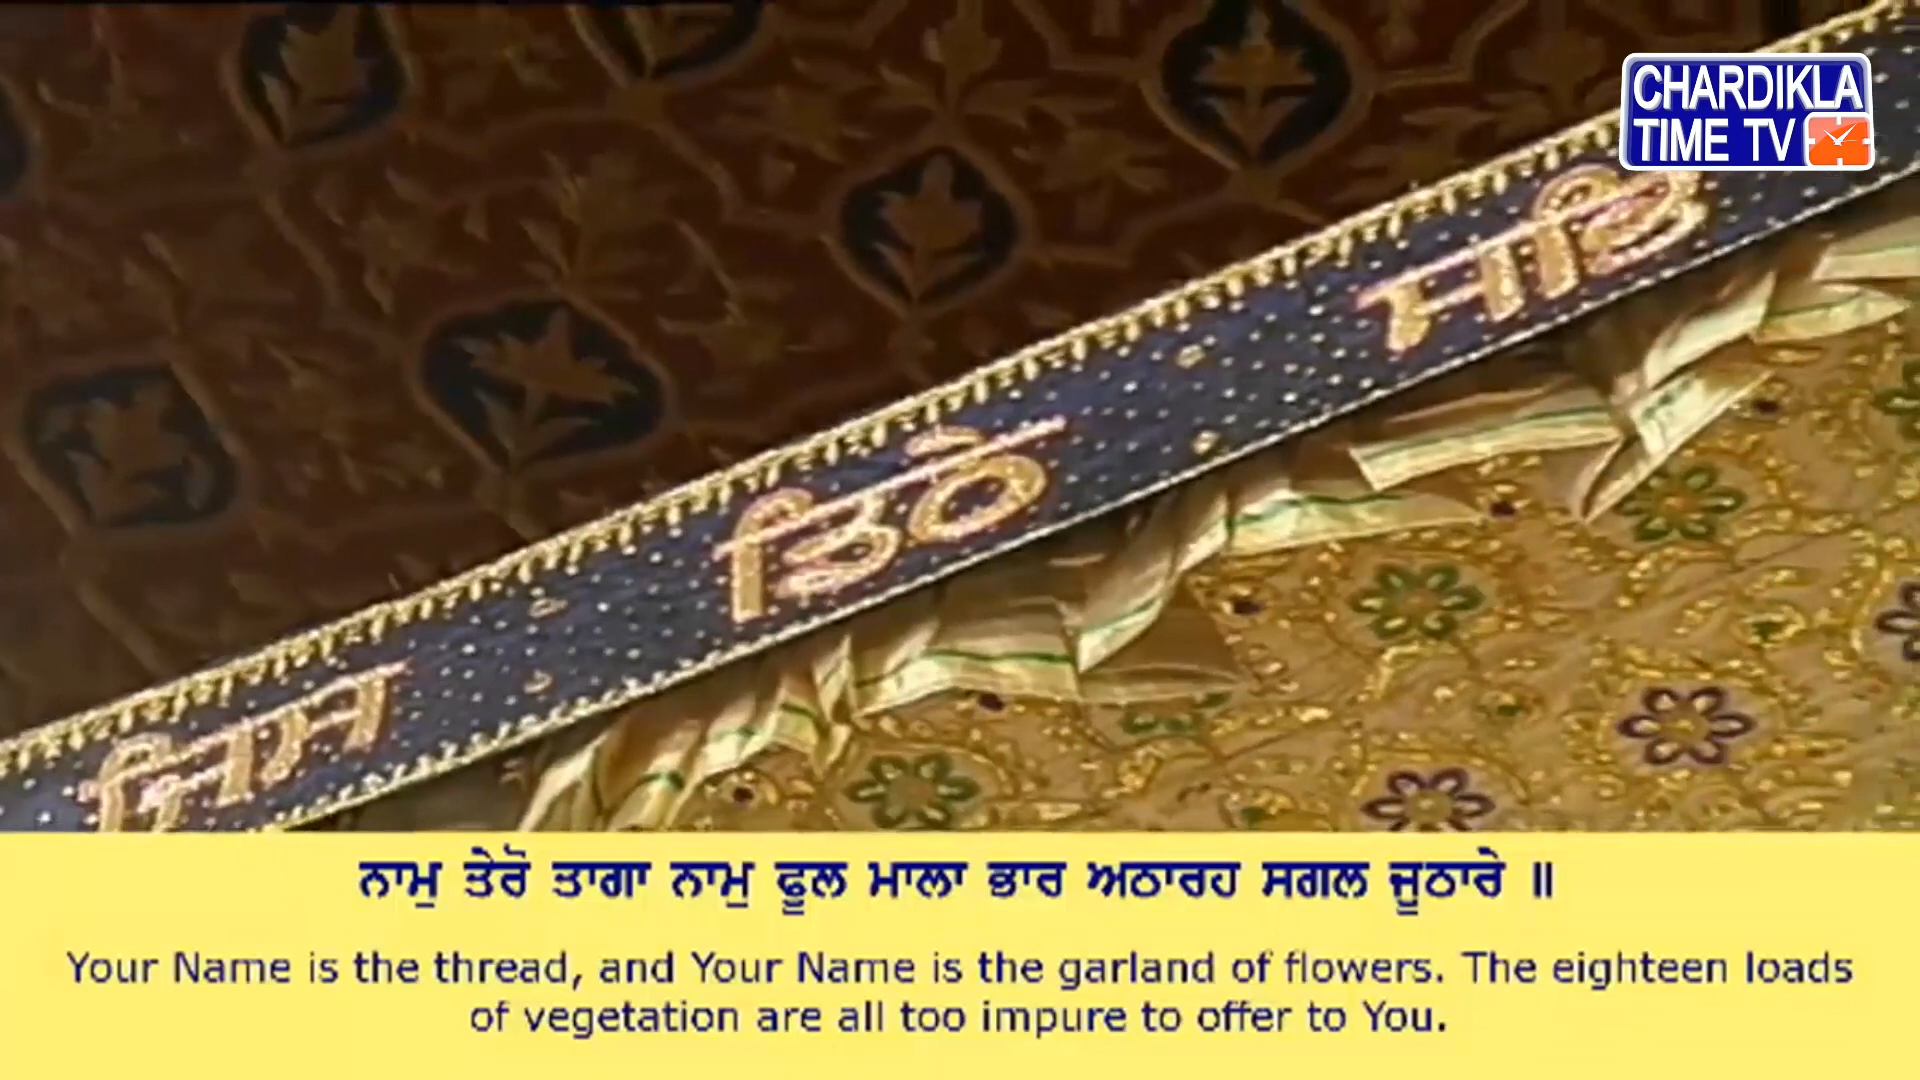 CHARDIKLA
TIME TV
ਜਿਸ ਡਿਠੇ ਸਭਿ
ਨਾਮੁ ਤੇਰੋ ਤਾਗਾ ਨਾਮੁ ਫੂਲ ਮਾਲਾ ਭਾਰ ਅਠਾਰਹ ਸਗਲ ਜੂਠਾਰੇ ॥
Your Name is the thread, and Your Name is the garland of flowers. The eighteen loads
of vegetation are all too impure to offer to You.